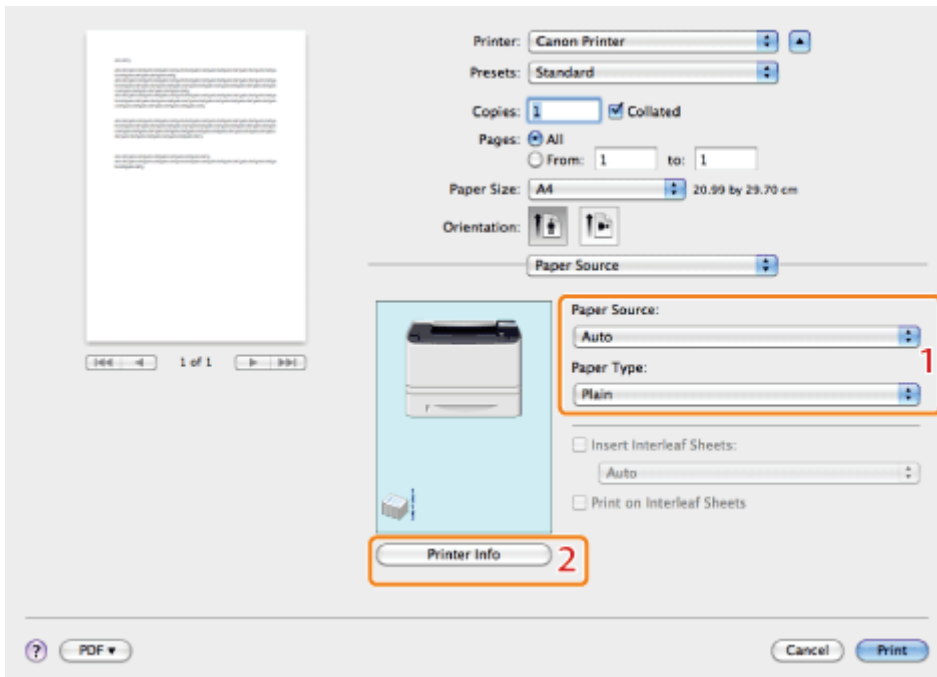 Printer: Canon Printer
Presets: Standard
Copies: 1 Collated
Pages: All
From: 1 to: 1
Paper Size: A4 20.99 by 29.70 cm
Orientation:
Paper Source
Paper Source:
Auto
1
Paper Type:
Plain
1 of 1
Insert Interleaf Sheets:
Auto
Print on Interleaf Sheets
Printer Info 2
? PDF Cancel Print